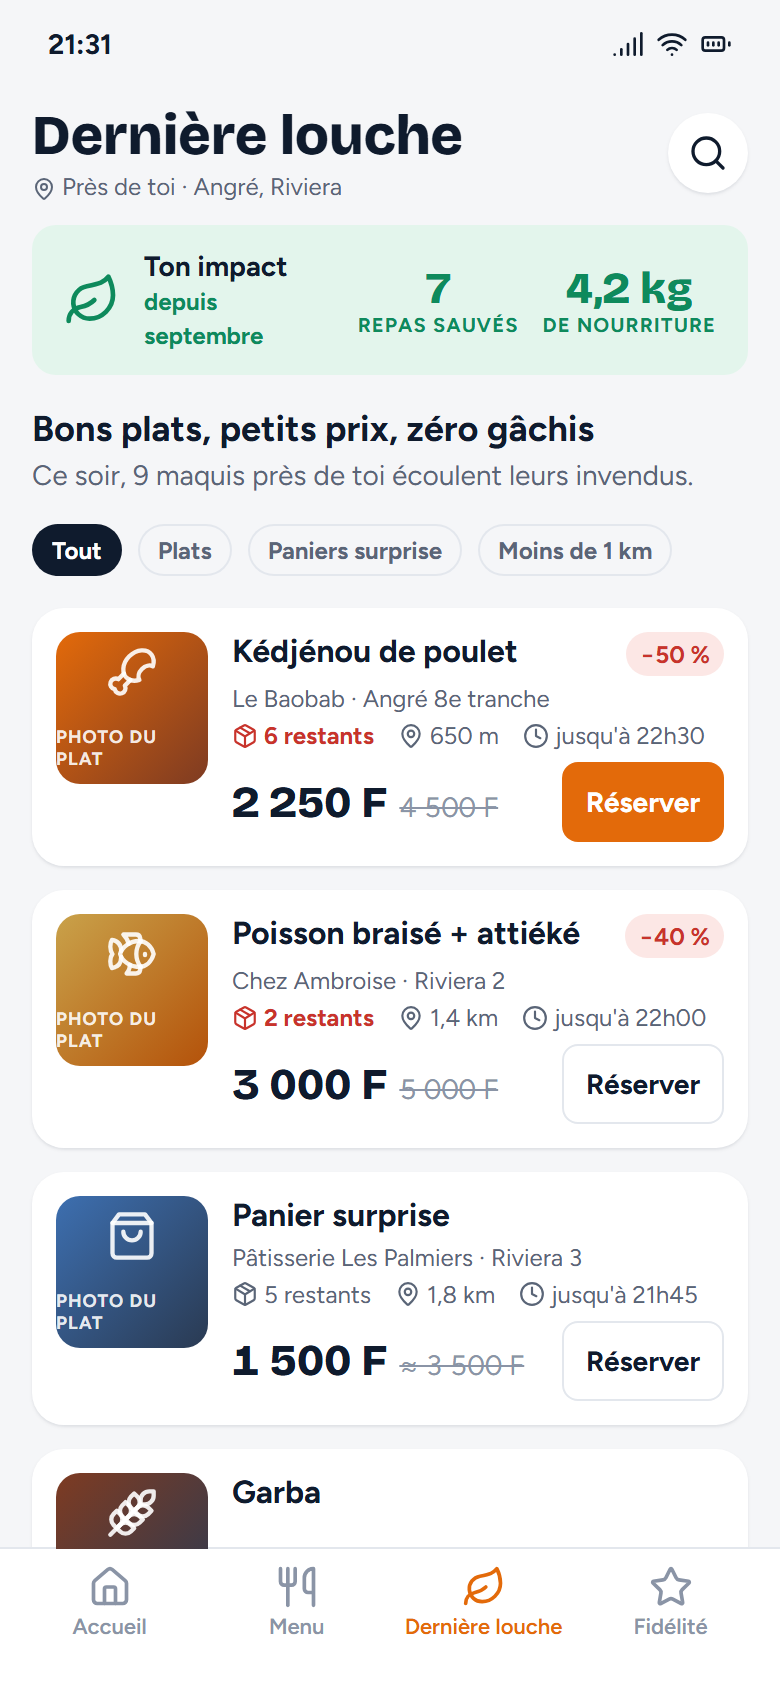 21:31
Dernière louche
Près de toi · Angré, Riviera
Ton impact
depuis
septembre
7
REPAS SAUVÉS
4,2 kg
DE NOURRITURE
Bons plats, petits prix, zéro gâchis
Ce soir, 9 maquis près de toi écoulent leurs invendus.
Tout
Plats
Paniers surprise
Moins de 1 km
PHOTO DU
PLAT
Kédjénou de poulet
−50 %
Le Baobab · Angré 8e tranche
6 restants
650 m
jusqu'à 22h30
2 250 F
4 500 F
Réserver
PHOTO DU
PLAT
Poisson braisé + attiéké
−40 %
Chez Ambroise · Riviera 2
2 restants
1,4 km
jusqu'à 22h00
3 000 F
5 000 F
Réserver
PHOTO DU
PLAT
Panier surprise
Pâtisserie Les Palmiers · Riviera 3
5 restants
1,8 km
jusqu'à 21h45
1 500 F
≈ 3 500 F
Réserver
Garba
Accueil
Menu
Dernière louche
Fidélité